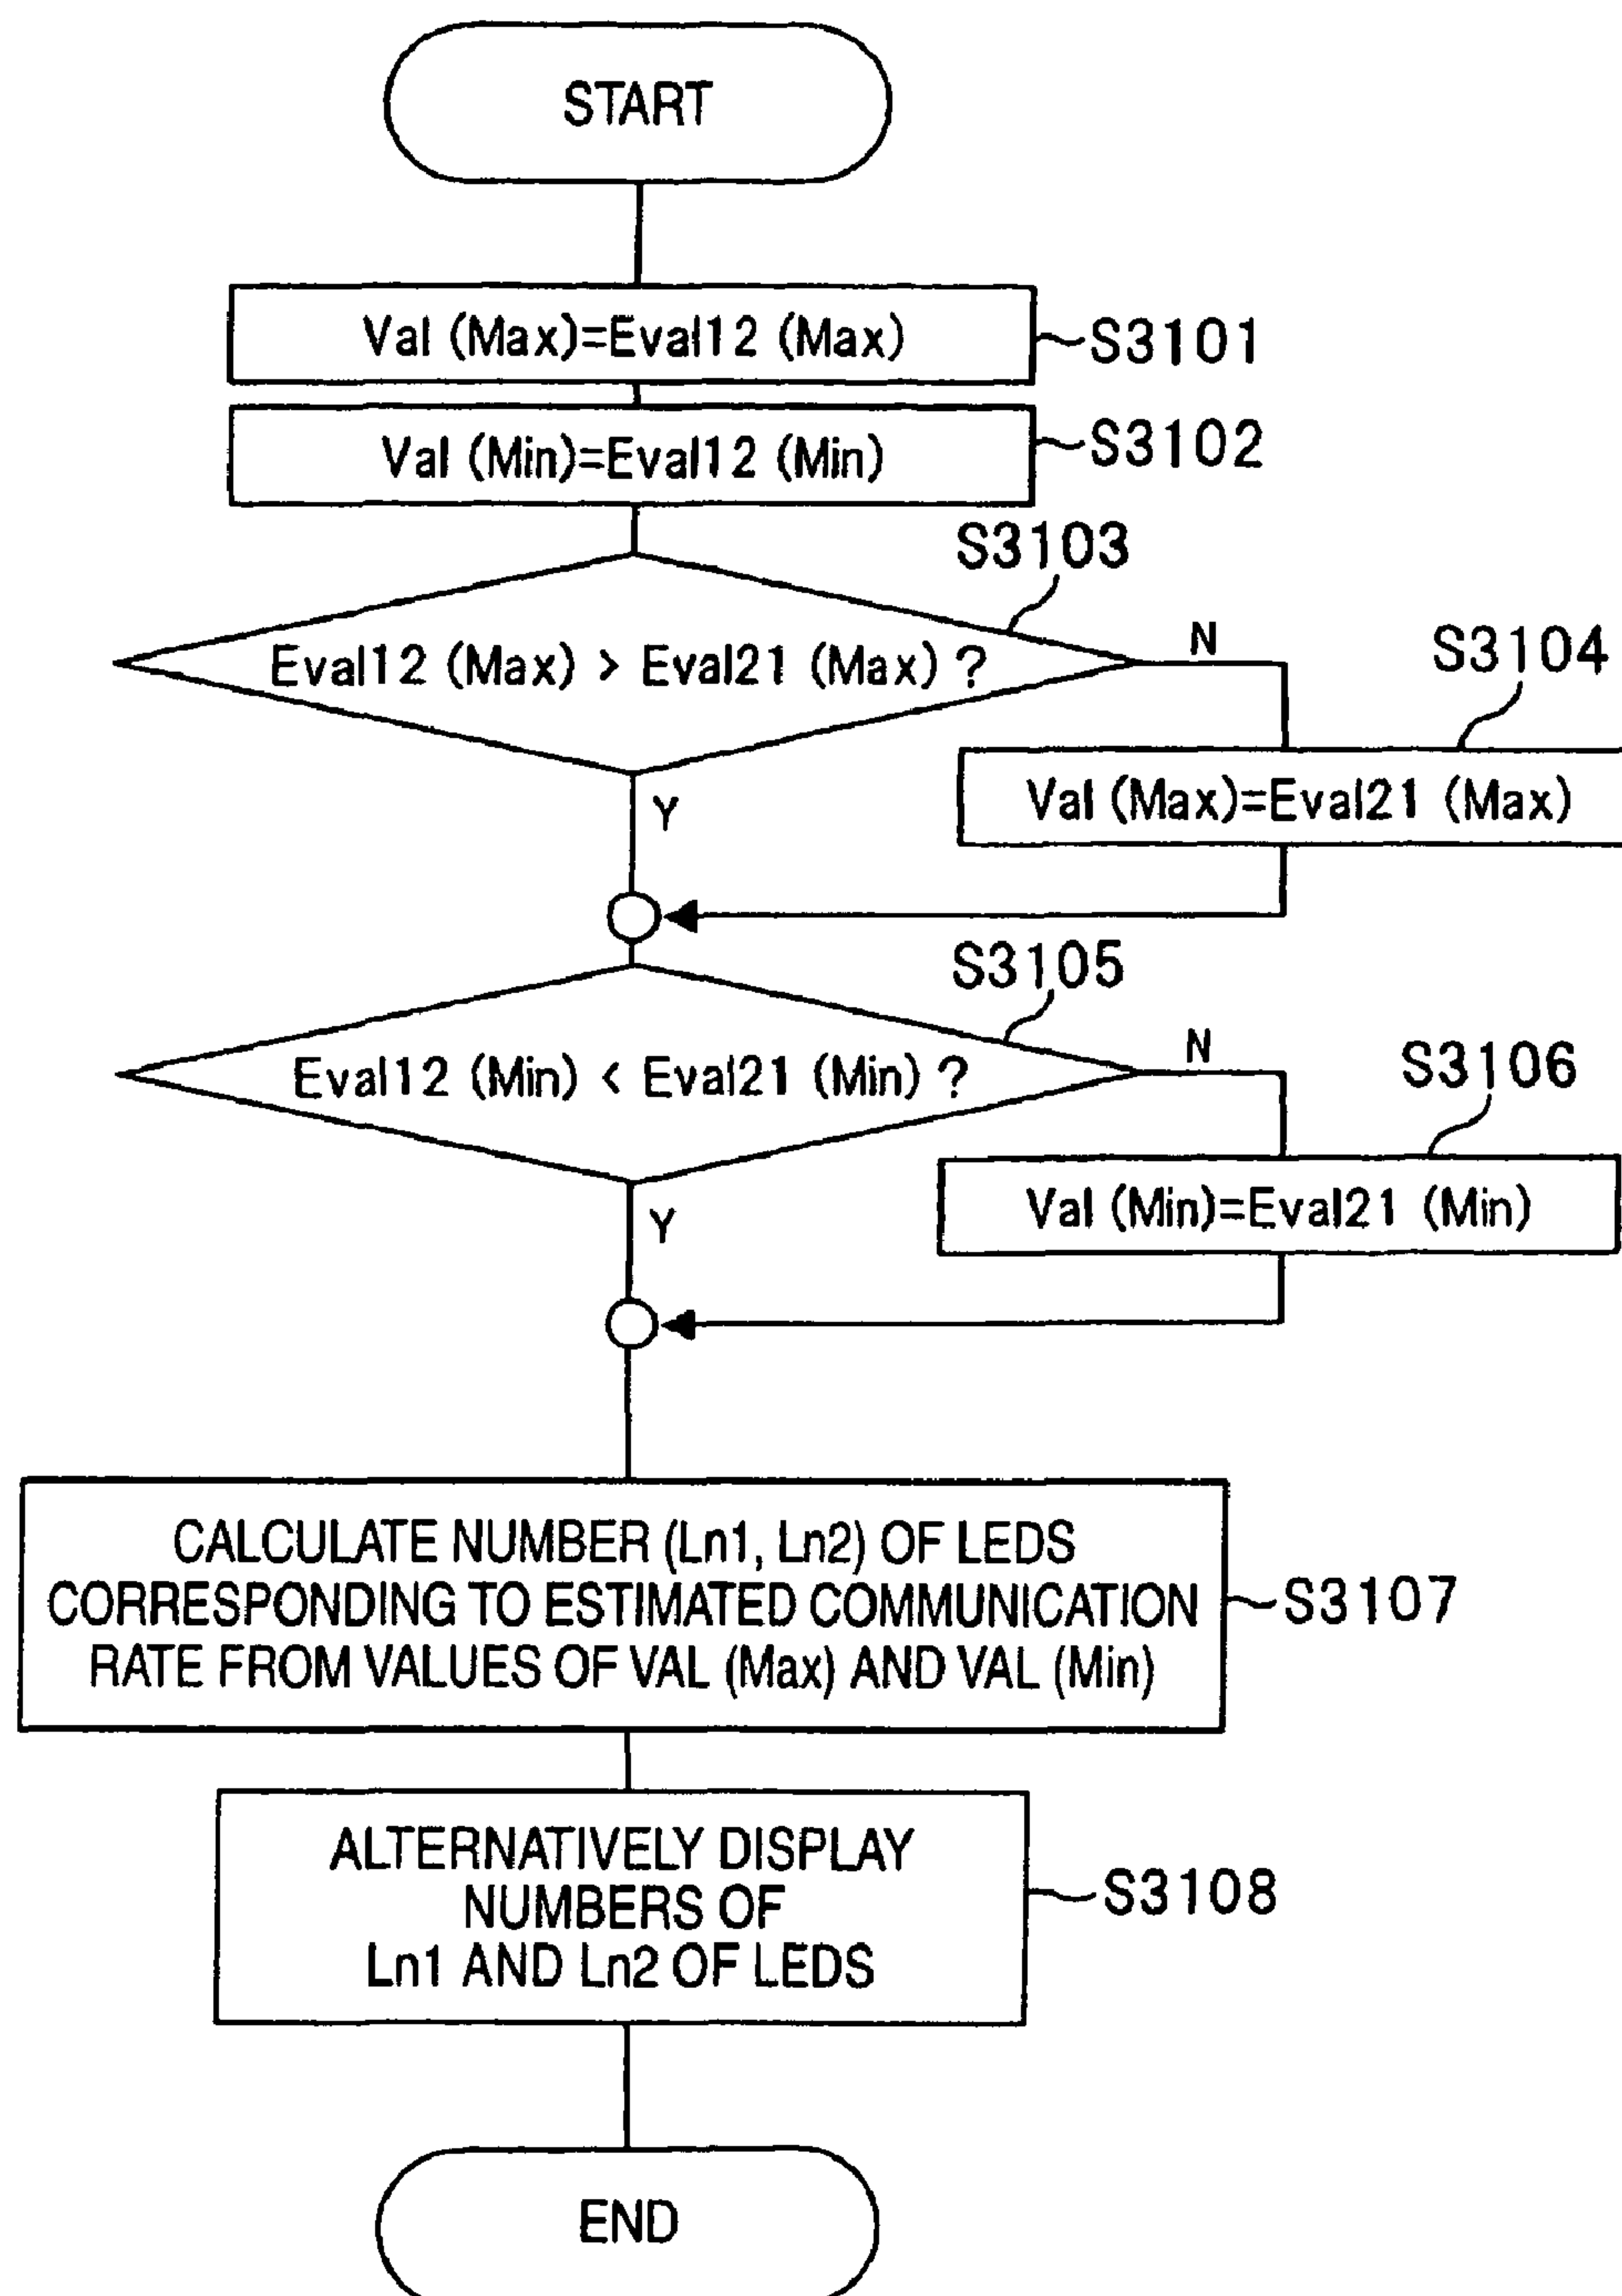 START
Val (Max)=Eval12 (Max)
S3101
Val (Min)=Eval12 (Min)
S3102
S3103
Eval12 (Max) > Eval21 (Max) ?
N
S3104
Val (Max)=Eval21 (Max)
Y
S3105
Eval12 (Min) < Eval21 (Min) ?
N
S3106
Val (Min)=Eval21 (Min)
Y
CALCULATE NUMBER (Ln1, Ln2) OF LEDS
CORRESPONDING TO ESTIMATED COMMUNICATION
RATE FROM VALUES OF VAL (Max) AND VAL (Min)
S3107
ALTERNATIVELY DISPLAY
NUMBERS OF
Ln1 AND Ln2 OF LEDS
S3108
END